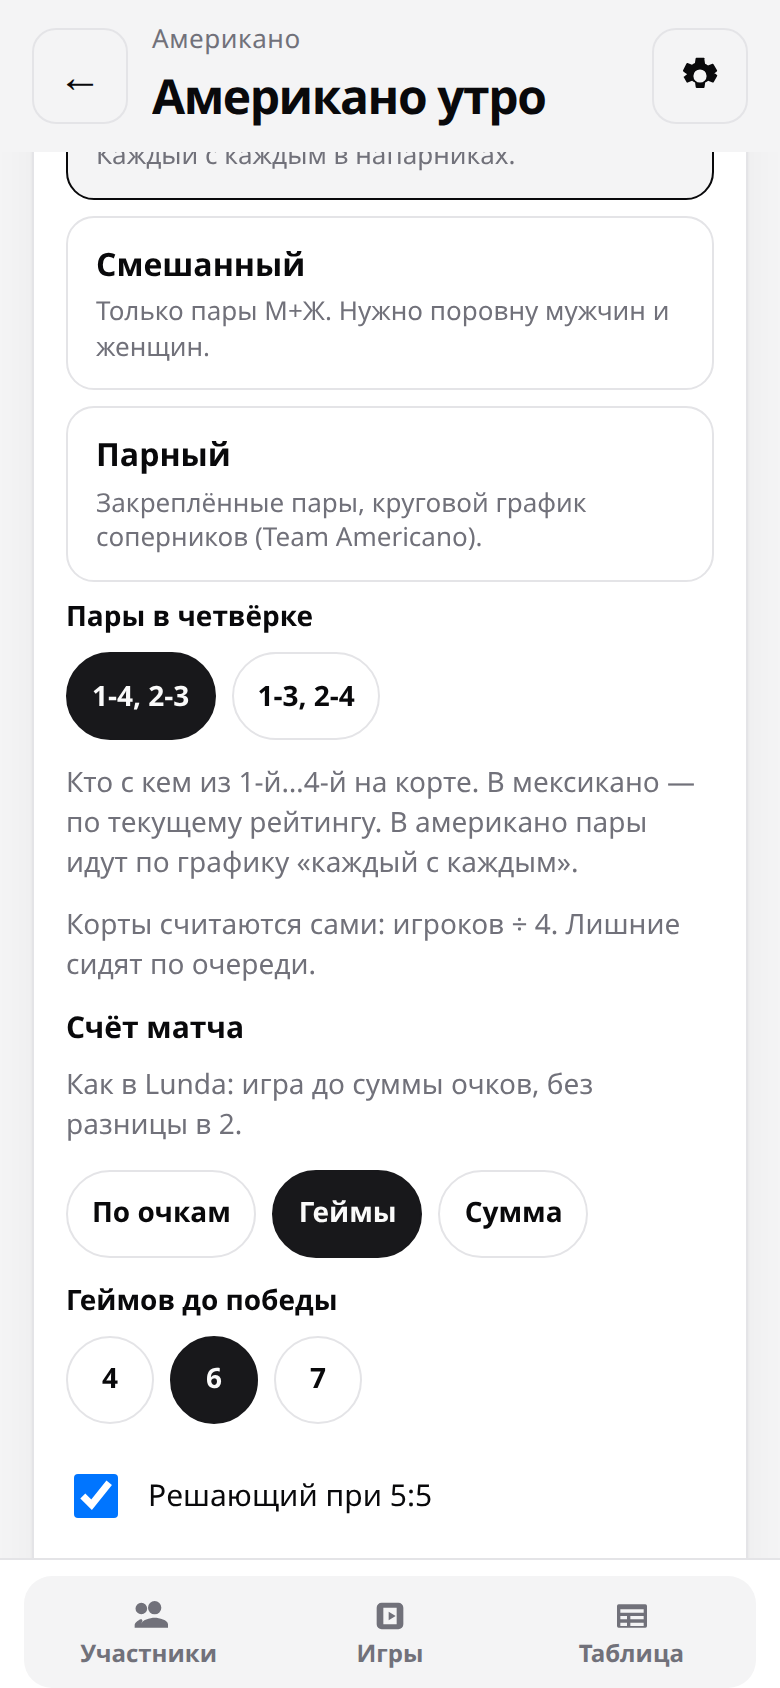 Американо
Американо утро
Каждый с каждым в напарниках.
Смешанный
Только пары М+Ж. Нужно поровну мужчин и
женщин.
Парный
Закреплённые пары, круговой график
соперников (Team Americano).
Пары в четвёрке
1-4, 2-3
1-3, 2-4
Кто с кем из 1-й…4-й на корте. В мексикано —
по текущему рейтингу. В американо пары
идут по графику «каждый с каждым».
Корты считаются сами: игроков ÷ 4. Лишние
сидят по очереди.
Счёт матча
Как в Lunda: игра до суммы очков, без
разницы в 2.
По очкам
Геймы
Сумма
Геймов до победы
4
6
7
Решающий при 5:5
Участники
Игры
Таблица